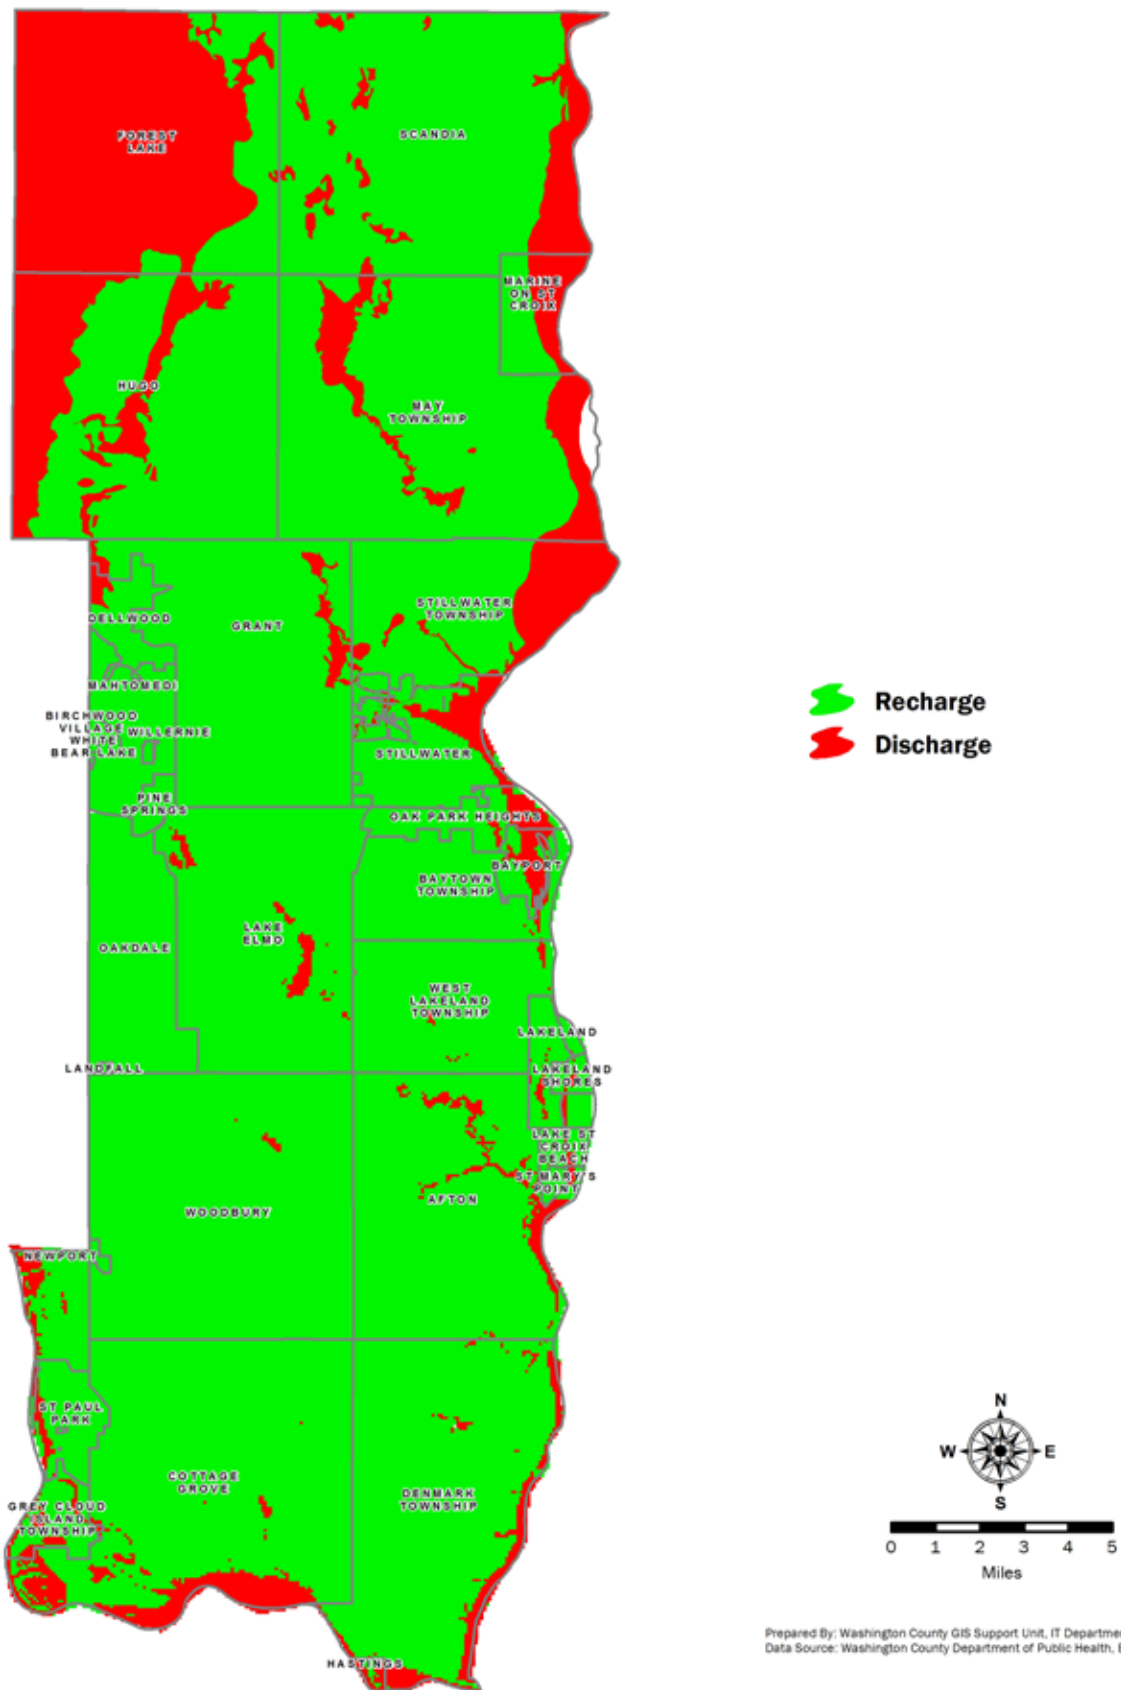 FOREST
LAKE
SCANDIA
MARINE
ON ST
CROIX
HUGO
MAY
TOWNSHIP
STILLWATER
TOWNSHIP
DELLWOOD
GRANT
MAHTOMEDI
BIRCHWOOD
VILLAGE
WILLERNIE
WHITE
BEAR LAKE
STILLWATER
PINE
SPRINGS
OAK PARK HEIGHTS
BAYPORT
BAYTOWN
TOWNSHIP
LAKE
ELMO
OAKDALE
WEST
LAKELAND
TOWNSHIP
LAKELAND
LANDFALL
LAKELAND
SHORES
LAKE ST
CROIX
BEACH
ST MARY'S
POINT
AFTON
WOODBURY
NEWPORT
ST PAUL
PARK
COTTAGE
GROVE
DENMARK
TOWNSHIP
GREY CLOUD
ISLAND
TOWNSHIP
HASTINGS
Recharge
Discharge
N
W E
S
0 1 2 3 4 5
Miles
Prepared By: Washington County GIS Support Unit, IT Departme
Data Source: Washington County Department of Public Health, E